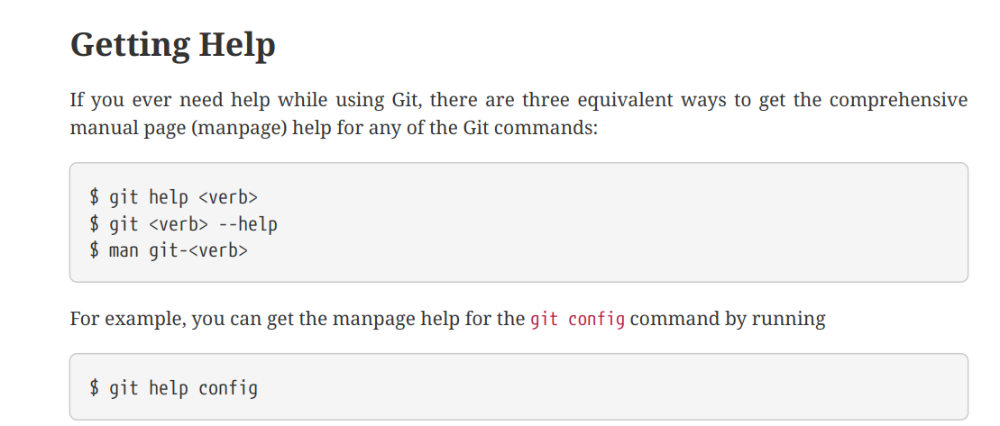 Getting Help
If you ever need help while using Git, there are three equivalent ways to get the comprehensive
manual page (manpage) help for any of the Git commands:
$ git help <verb>
$ git <verb> --help
$ man git-<verb>
For example, you can get the manpage help for the git config command by running
$ git help config